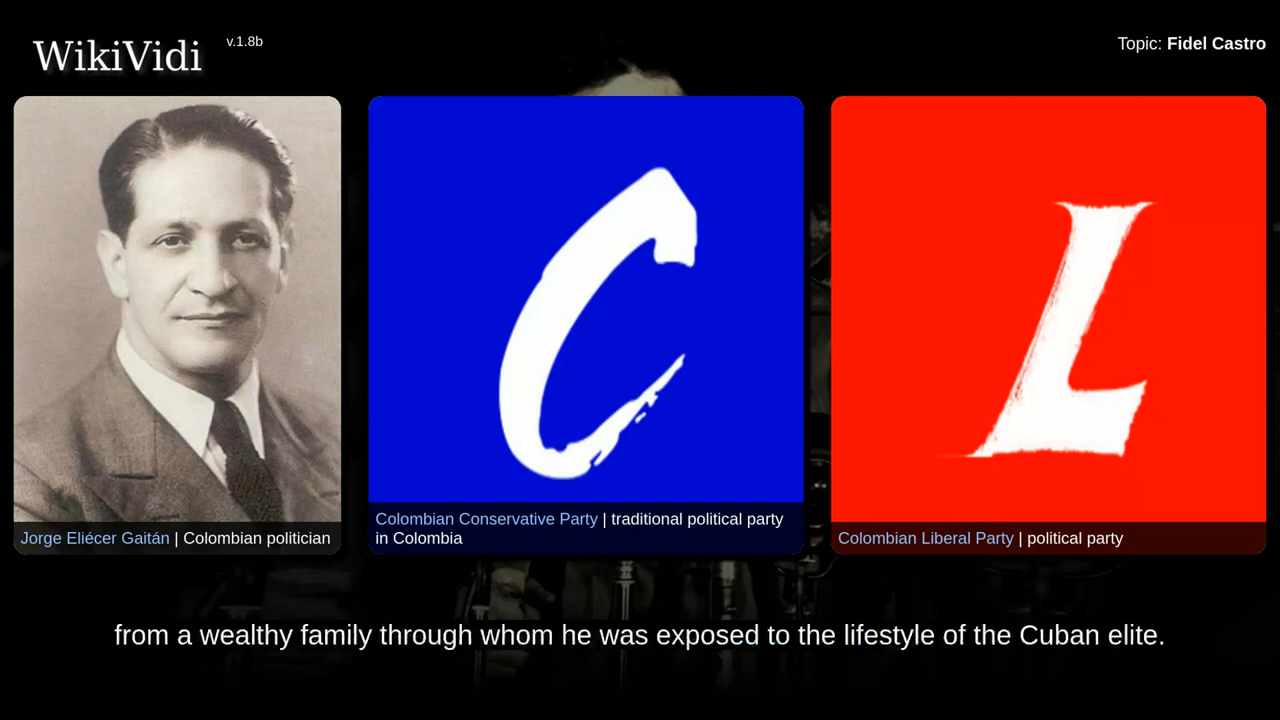 WikiVidi v.1.8b
Topic: Fidel Castro
C
L
Jorge Eliécer Gaitán | Colombian politician
Colombian Conservative Party | traditional political party
in Colombia
Colombian Liberal Party | political party
from a wealthy family through whom he was exposed to the lifestyle of the Cuban elite.